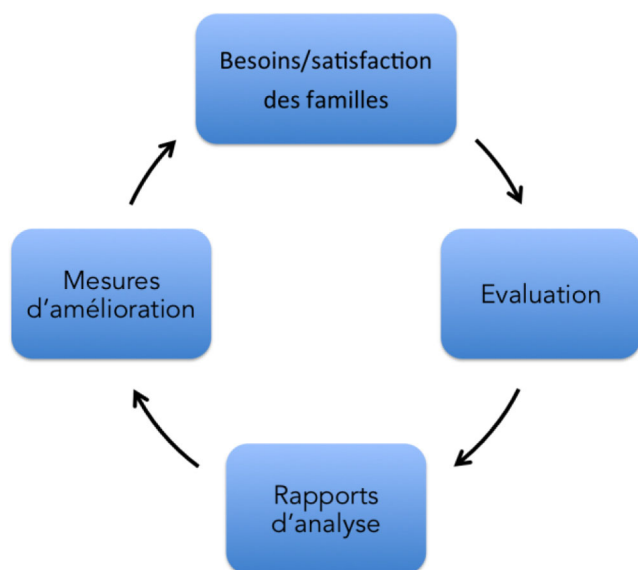 Besoins/satisfaction
des familles
Evaluation
Rapports
d'analyse
Mesures
d'amélioration